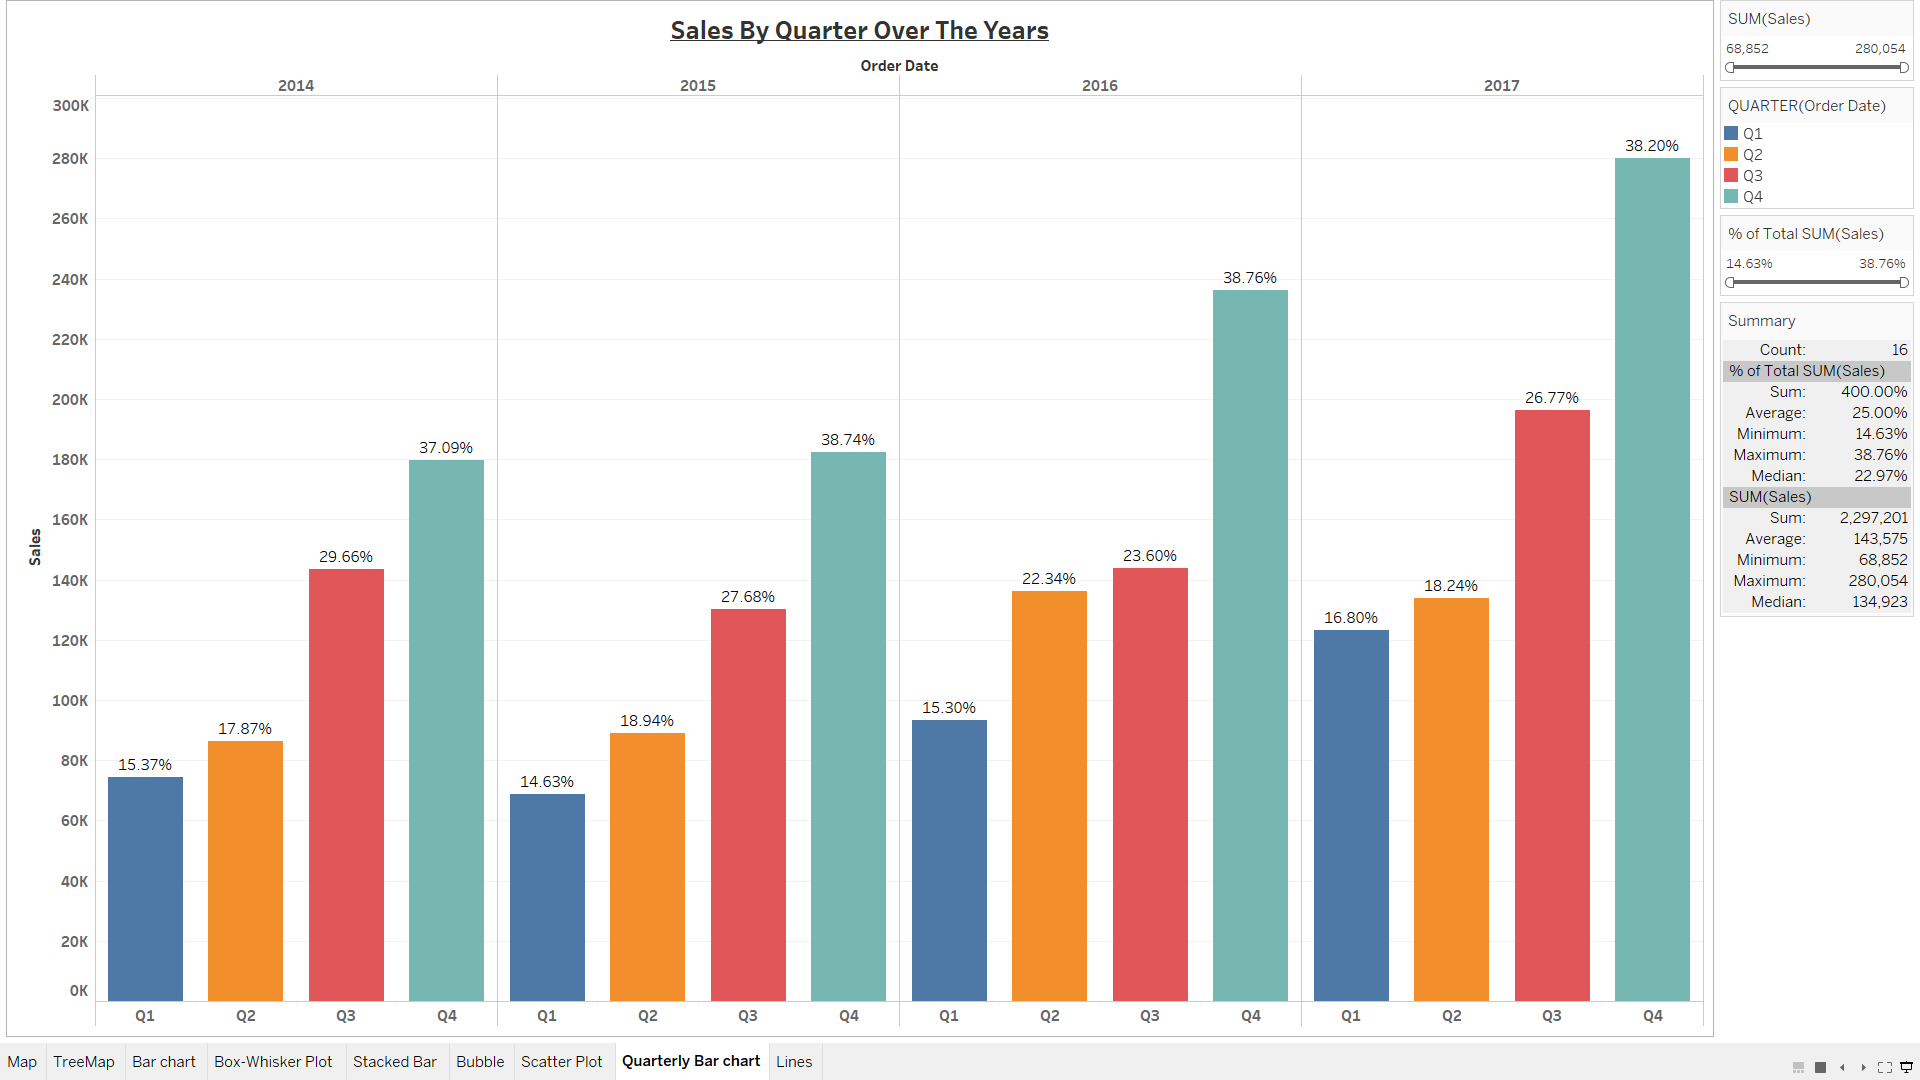 Sales By Quarter Over The Years
Order Date
2014 2015 2016 2017
300K
280K
260K
240K
220K
200K
180K
160K
140K
120K
100K
80K
60K
40K
20K
0K
Sales
15.37% 17.87% 29.66% 37.09%
14.63% 18.94% 27.68% 38.74%
15.30% 22.34% 23.60% 38.76%
16.80% 18.24% 26.77% 38.20%
Q1 Q2 Q3 Q4 Q1 Q2 Q3 Q4 Q1 Q2 Q3 Q4 Q1 Q2 Q3 Q4
SUM(Sales)
68,852 280,054
QUARTER(Order Date)
Q1
Q2
Q3
Q4
% of Total SUM(Sales)
14.63% 38.76%
Summary
Count: 16
% of Total SUM(Sales)
Sum: 400.00%
Average: 25.00%
Minimum: 14.63%
Maximum: 38.76%
Median: 22.97%
SUM(Sales)
Sum: 2,297,201
Average: 143,575
Minimum: 68,852
Maximum: 280,054
Median: 134,923
Map TreeMap Bar chart Box-Whisker Plot Stacked Bar Bubble Scatter Plot Quarterly Bar chart Lines